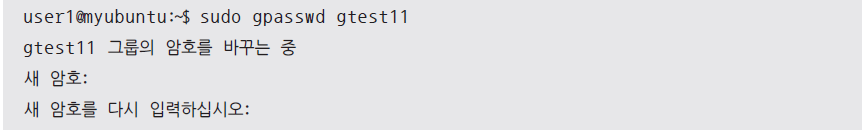 user1@myubuntu:~$ sudo gpasswd gtest11
gtest11 그룹의 암호를 바꾸는 중
새 암호:
새 암호를 다시 입력하십시오: